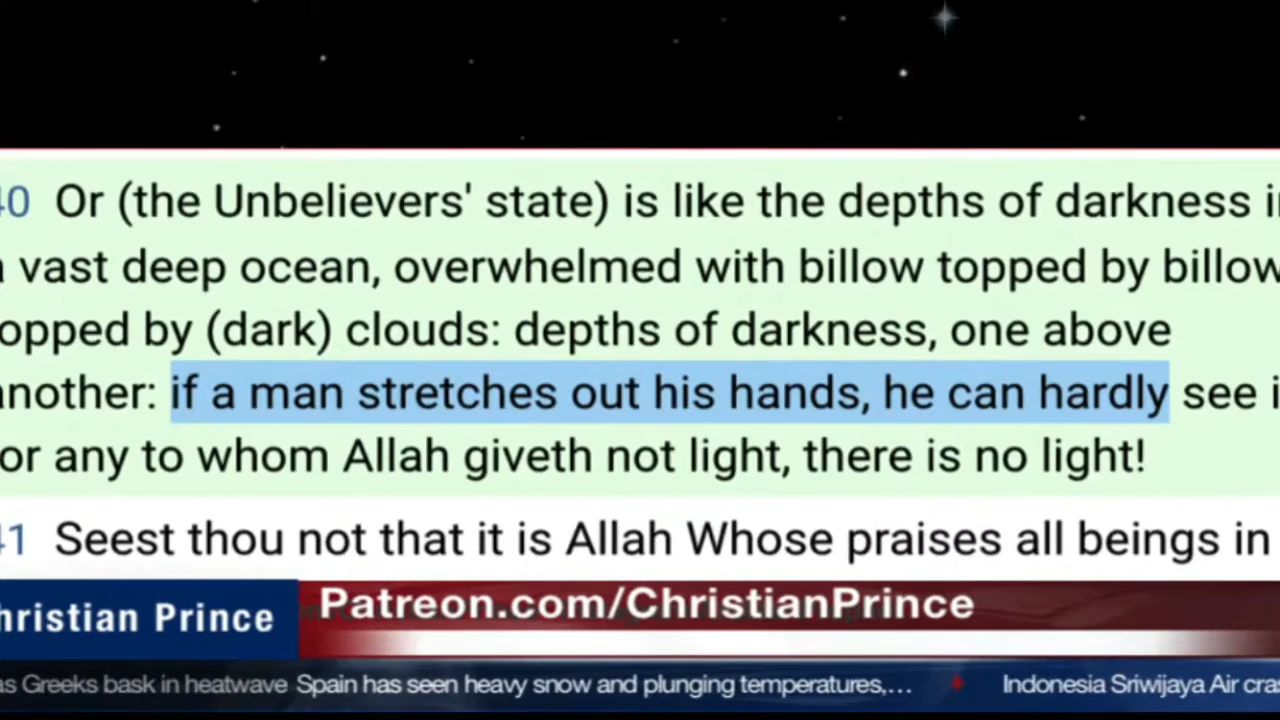 40 Or (the Unbelievers' state) is like the depths of darkness
vast deep ocean, overwhelmed with billow topped by billow
opped by (dark) clouds: depths of darkness, one above
another: if a man stretches out his hands, he can hardly see
or any to whom Allah giveth not light, there is no light!
41 Seest thou not that it is Allah Whose praises all beings in
hristian Prince
Patreon.com/ChristianPrince
as Greeks bask in heatwave Spain has seen heavy snow and plunging temperatures,... Indonesia Sriwijaya Air cra